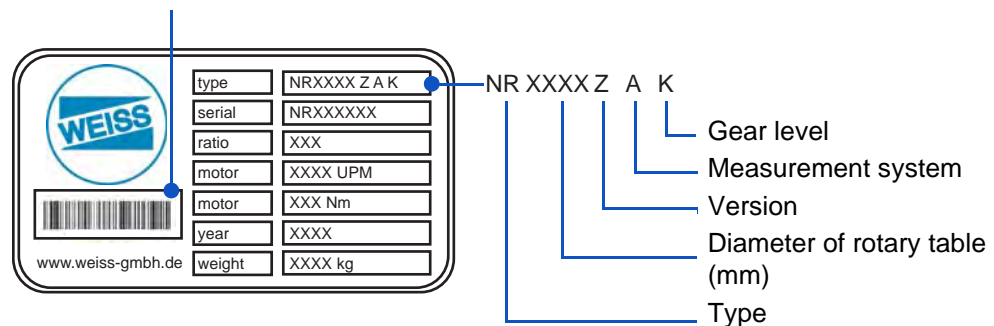 WEISS
www.weiss-gmbh.de
type NRXXXX Z A K
serial NRXXXXXX
ratio XXX
motor XXXX UPM
motor XXX Nm
year XXXX
weight XXXX kg
NR XXXX Z A K
Gear level
Measurement system
Version
Diameter of rotary table
(mm)
Type